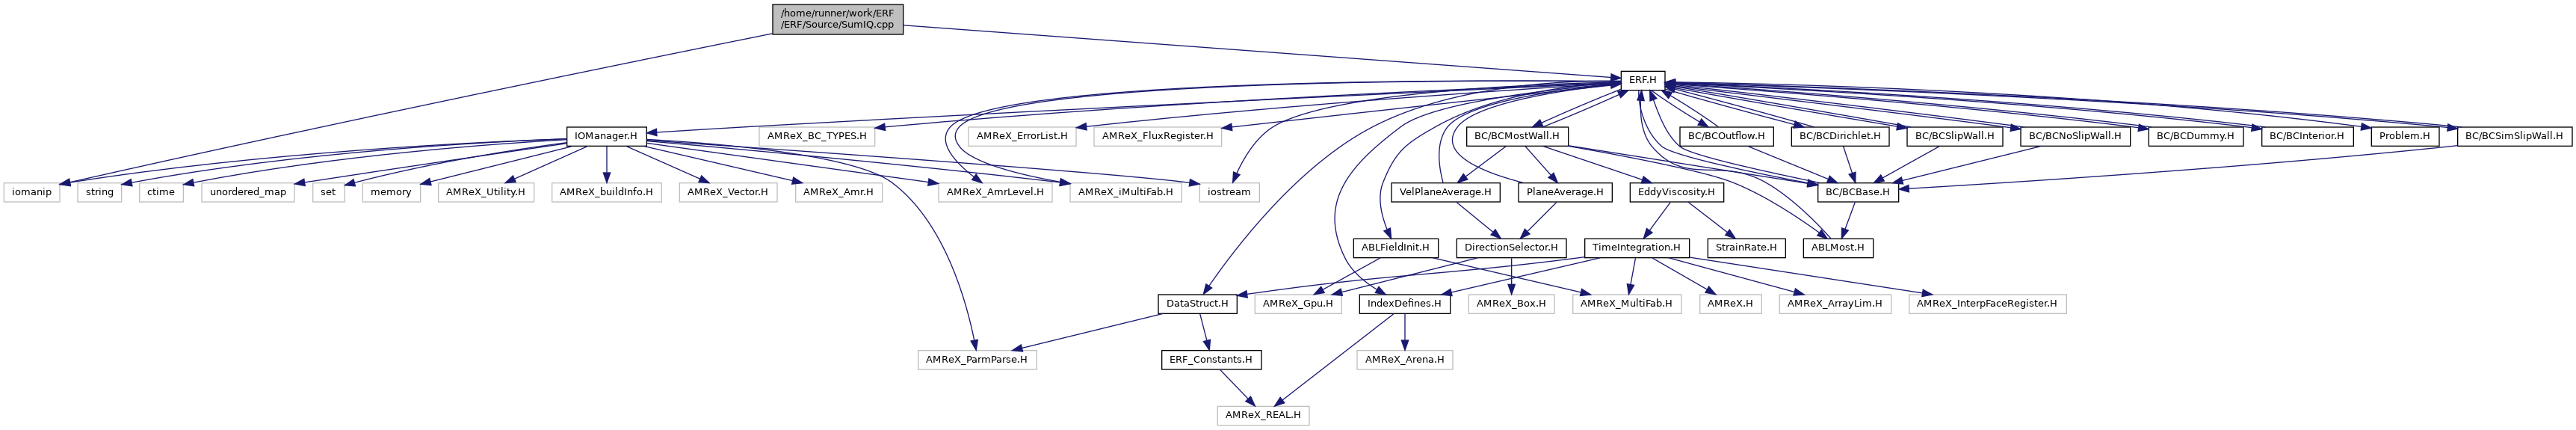 /home/runner/work/ERF
/ERF/Source/SumIQ.cpp
ERF.H
IOManager.H
AMReX_BC_TYPES.H
AMReX_ErrorList.H
AMReX_FluxRegister.H
BC/BCMostWall.H
BC/BCOutflow.H
BC/BCDirichlet.H
BC/BCSlipWall.H
BC/BCNoSlipWall.H
BC/BCDummy.H
BC/BCInterior.H
Problem.H
BC/BCSimSlipWall.H
iomanip
string
ctime
unordered_map
set
memory
AMReX_Utility.H
AMReX_buildInfo.H
AMReX_Vector.H
AMReX_Amr.H
AMReX_AmrLevel.H
AMReX_iMultiFab.H
iostream
VelPlaneAverage.H
PlaneAverage.H
EddyViscosity.H
BC/BCBase.H
ABLFieldInit.H
DirectionSelector.H
TimeIntegration.H
StrainRate.H
ABLMost.H
DataStruct.H
AMReX_Gpu.H
IndexDefines.H
AMReX_Box.H
AMReX_MultiFab.H
AMReX.H
AMReX_ArrayLim.H
AMReX_InterpFaceRegister.H
AMReX_ParmParse.H
ERF_Constants.H
AMReX_Arena.H
AMReX_REAL.H